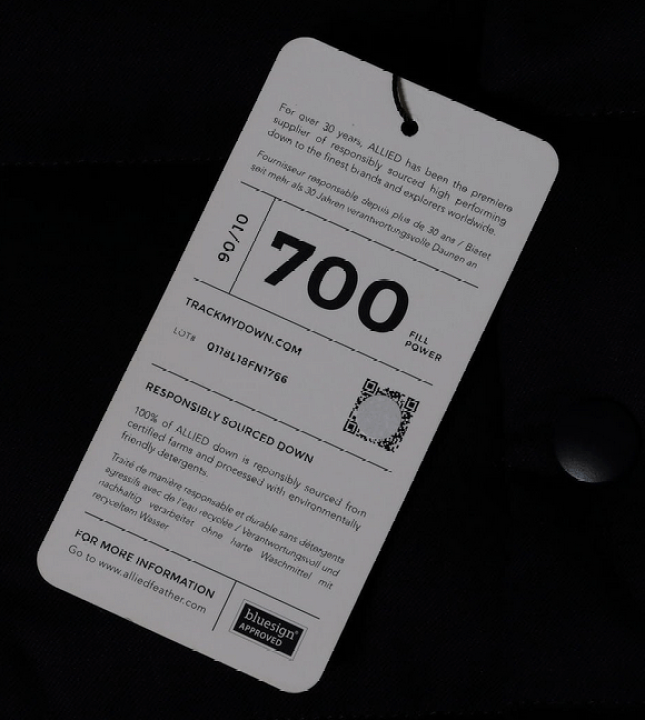 For over 30 years, ALLIED has been the premiere
supplier of responsibly sourced high performing
down to the finest brands and explorers worldwide.
Fournisseur responsable depuis plus de 30 ans / Bietet
seit mehr als 30 Jahren verantwortungsvolle Daunen an
90/10
700
FILL
POWER
TRACKMYDOWN.COM
LOT# 0118L18FN1766
RESPONSIBLY SOURCED DOWN
100% of ALLIED down is reponsibly sourced from
certified farms and processed with environmentally
friendly detergents.
Traité de manière responsable et durable sans détergents
agressifs avec de l'eau recyclée / Verantwortungsvoll und
nachhaltig verarbeitet ohne harte Waschmittel mit
recyceltem Wasser.
FOR MORE INFORMATION
Go to www.alliedfeather.com
bluesign®
APPROVED